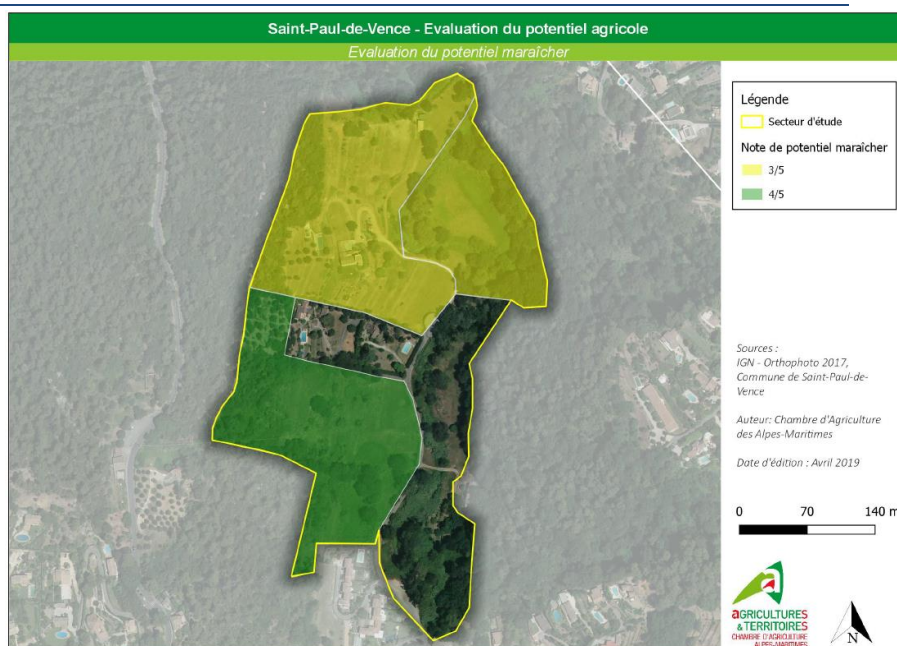 Saint-Paul-de-Vence - Evaluation du potentiel agricole
Evaluation du potentiel maraîcher
Légende
Secteur d'étude
Note de potentiel maraîcher
3/5
4/5
Sources :
IGN - Orthophoto 2017,
Commune de Saint-Paul-de-
Vence
Auteur: Chambre d'Agriculture
des Alpes-Maritimes
Date d'édition : Avril 2019
0 70 140 m
AGRICULTURES
& TERRITOIRES
CHAMBRE D'AGRICULTURE
ALPES-MARITIMES
N